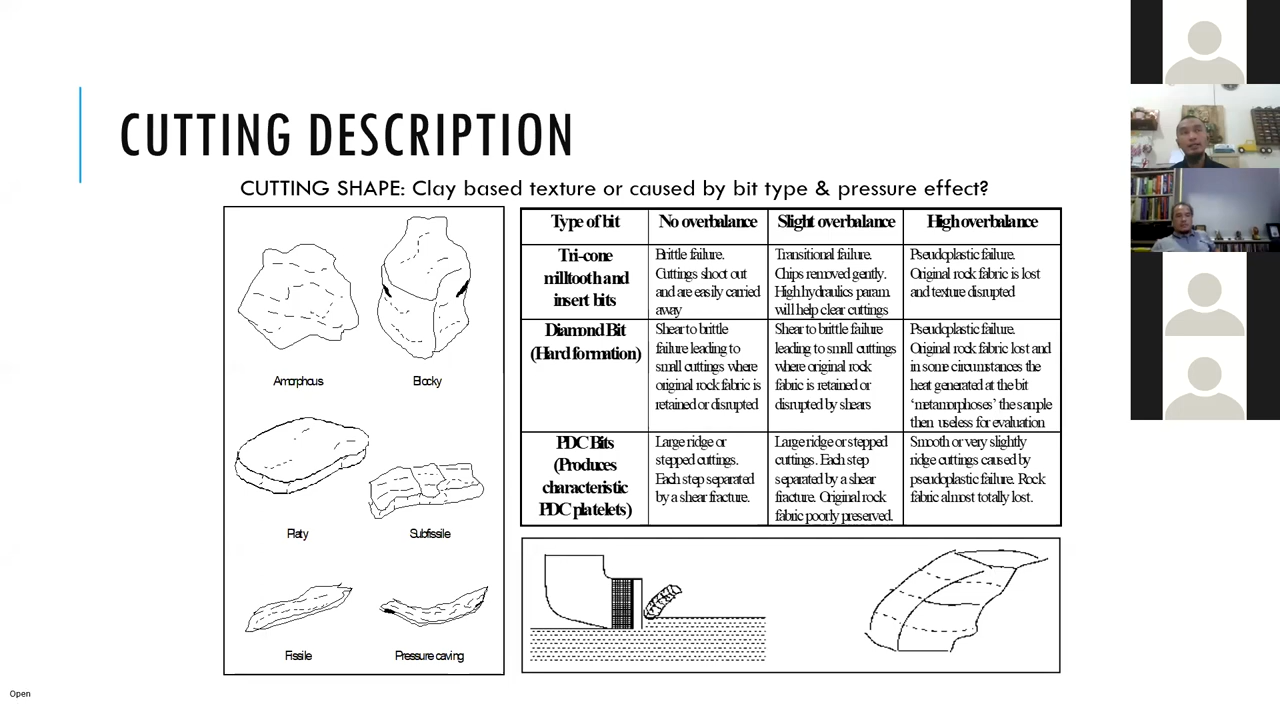 CUTTING DESCRIPTION
CUTTING SHAPE: Clay based texture or caused by bit type & pressure effect?
Amorphous
Blocky
Platy
Subfissile
Fissile
Pressure caving
Type of bit
No overbalance
Slight overbalance
High overbalance
Tri-cone
milltooth and
insert bits
Brittle failure.
Cuttings shoot out
and are easily carried
away
Transitional failure.
Chips removed gently.
High hydraulics param.
will help clear cuttings
Pseudoplastic failure.
Original rock fabric is lost
and texture disrupted
Diamond Bit
(Hard formation)
Shear to brittle
failure leading to
small cuttings where
original rock fabric is
retained or disrupted
Shear to brittle failure
leading to small cuttings
where original rock
fabric is retained or
disrupted by shears
Pseudoplastic failure.
Original rock fabric lost and
in some circumstances the
heat generated at the bit
‘metamorphoses’ the sample
then useless for evaluation
PDC Bits
(Produces
characteristic
PDC platelets)
Large ridge or
stepped cuttings.
Each step separated
by a shear fracture.
Large ridge or stepped
cuttings. Each step
separated by a shear
fracture. Original rock
fabric poorly preserved.
Smooth or very slightly
ridge cuttings caused by
pseudoplastic failure. Rock
fabric almost totally lost.
Open